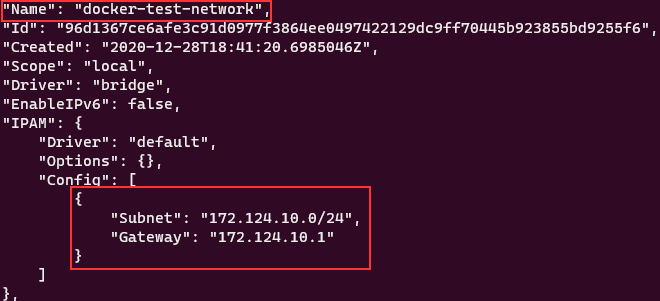 "Name": "docker-test-network",
"Id": "96d1367ce6afe3c91d0977f3864ee0497422129dc9ff70445b923855bd9255f6",
"Created": "2020-12-28T18:41:20.6985046Z",
"Scope": "local",
"Driver": "bridge",
"EnableIPv6": false,
"IPAM": {
    "Driver": "default",
    "Options": {},
    "Config": [
        {
            "Subnet": "172.124.10.0/24",
            "Gateway": "172.124.10.1"
        }
    ]
},